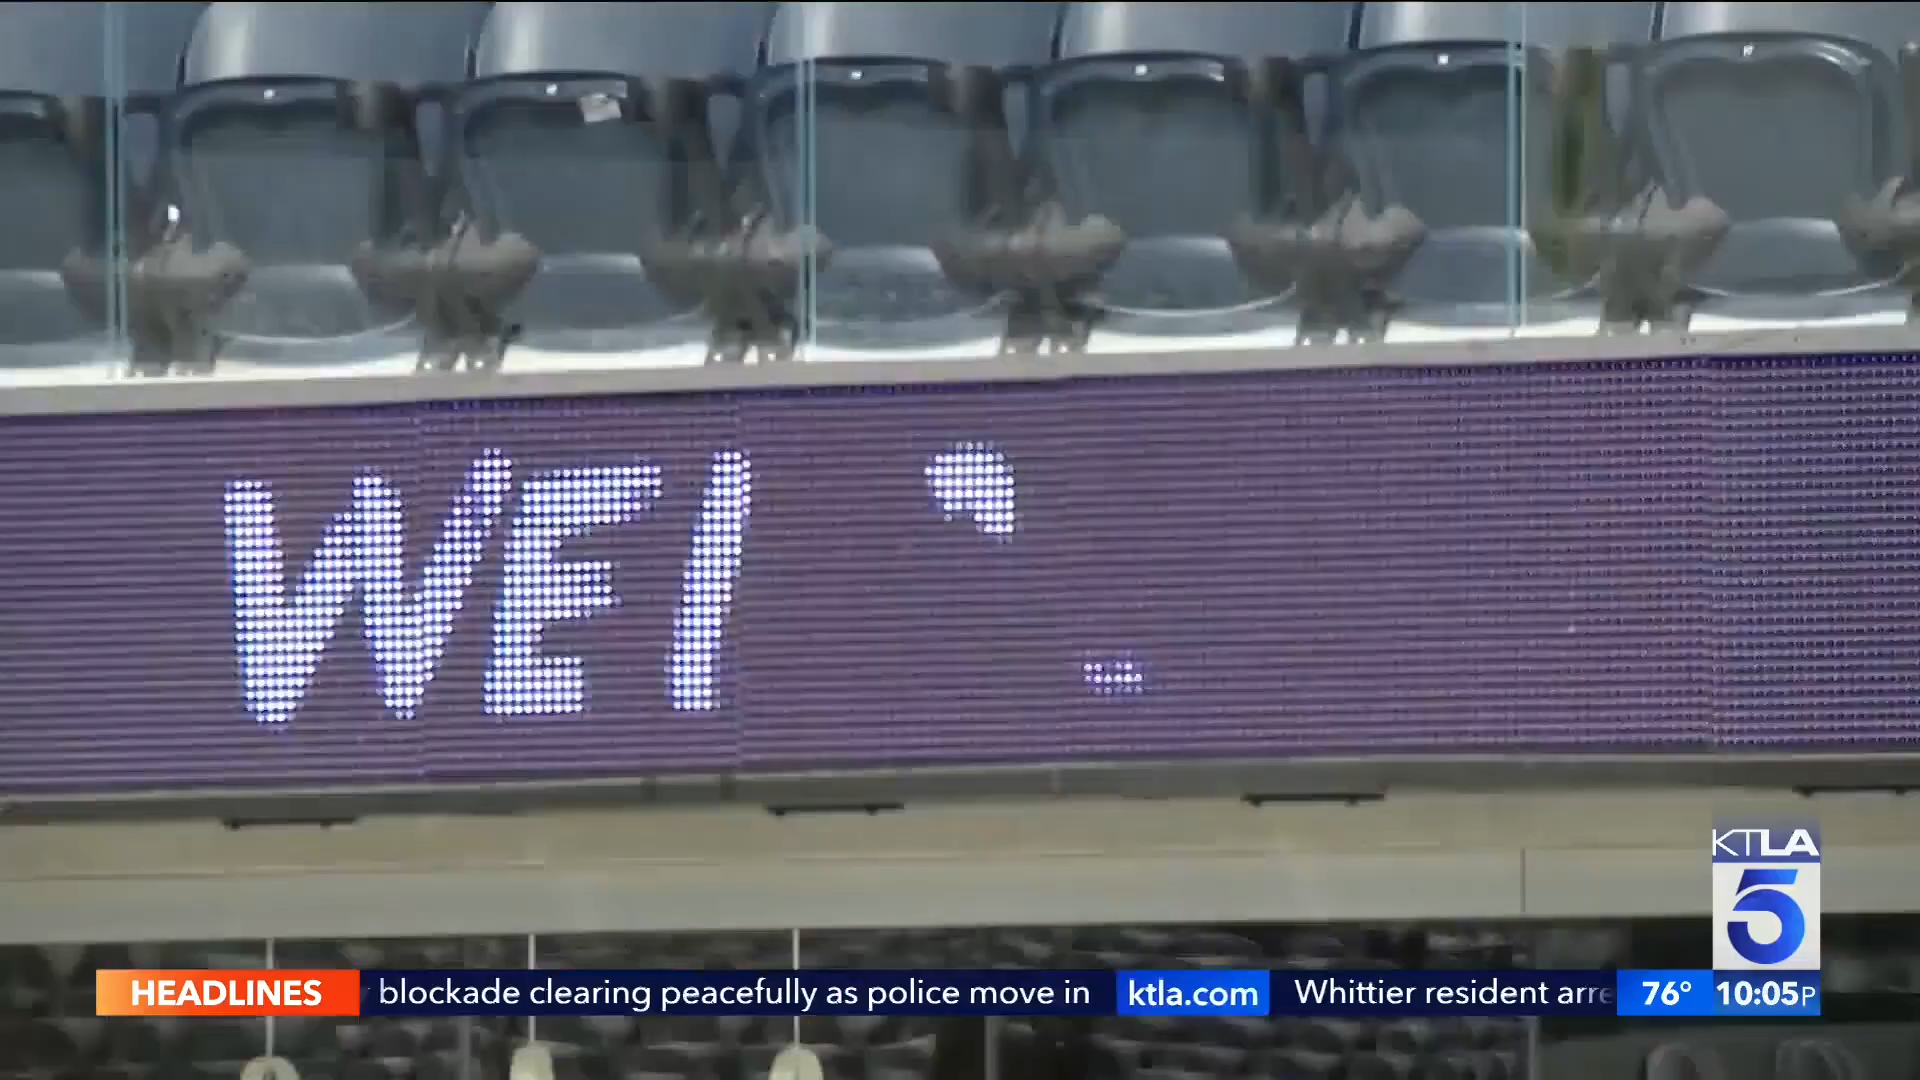 WEI
KTLA
5
HEADLINES blockade clearing peacefully as police move in ktla.com Whittier resident arre 76° 10:05P